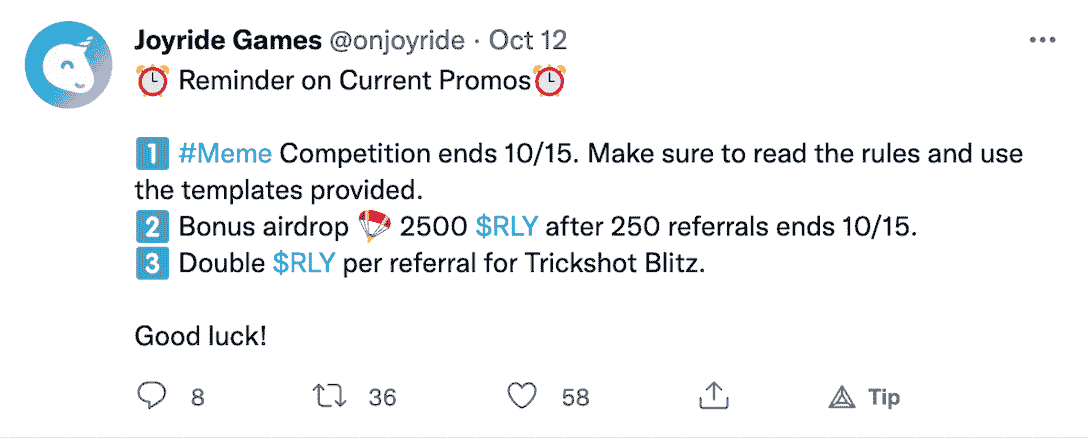 Joyride Games @onjoyride · Oct 12
⏰ Reminder on Current Promos⏰
1️⃣ #Meme Competition ends 10/15. Make sure to read the rules and use
the templates provided.
2️⃣ Bonus airdrop 🪂 2500 $RLY after 250 referrals ends 10/15.
3️⃣ Double $RLY per referral for Trickshot Blitz.
Good luck!
8 36 58 Tip